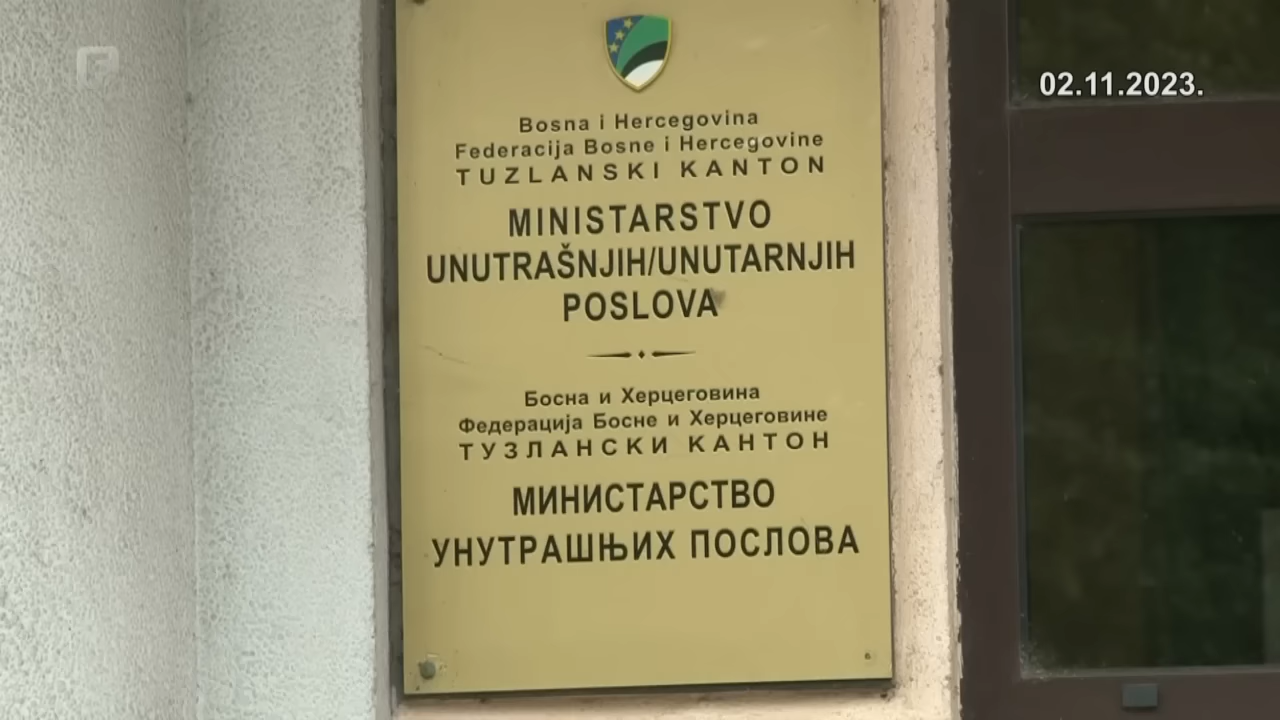 02.11.2023.
Bosna i Hercegovina
Federacija Bosne i Hercegovine
TUZLANSKI KANTON
MINISTARSTVO
UNUTRAŠNJIH/UNUTARNJIH
POSLOVA
Босна и Херцеговина
Федерација Босне и Херцеговине
ТУЗЛАНСКИ КАНТОН
МИНИСТАРСТВО
УНУТРАШЊИХ ПОСЛОВА